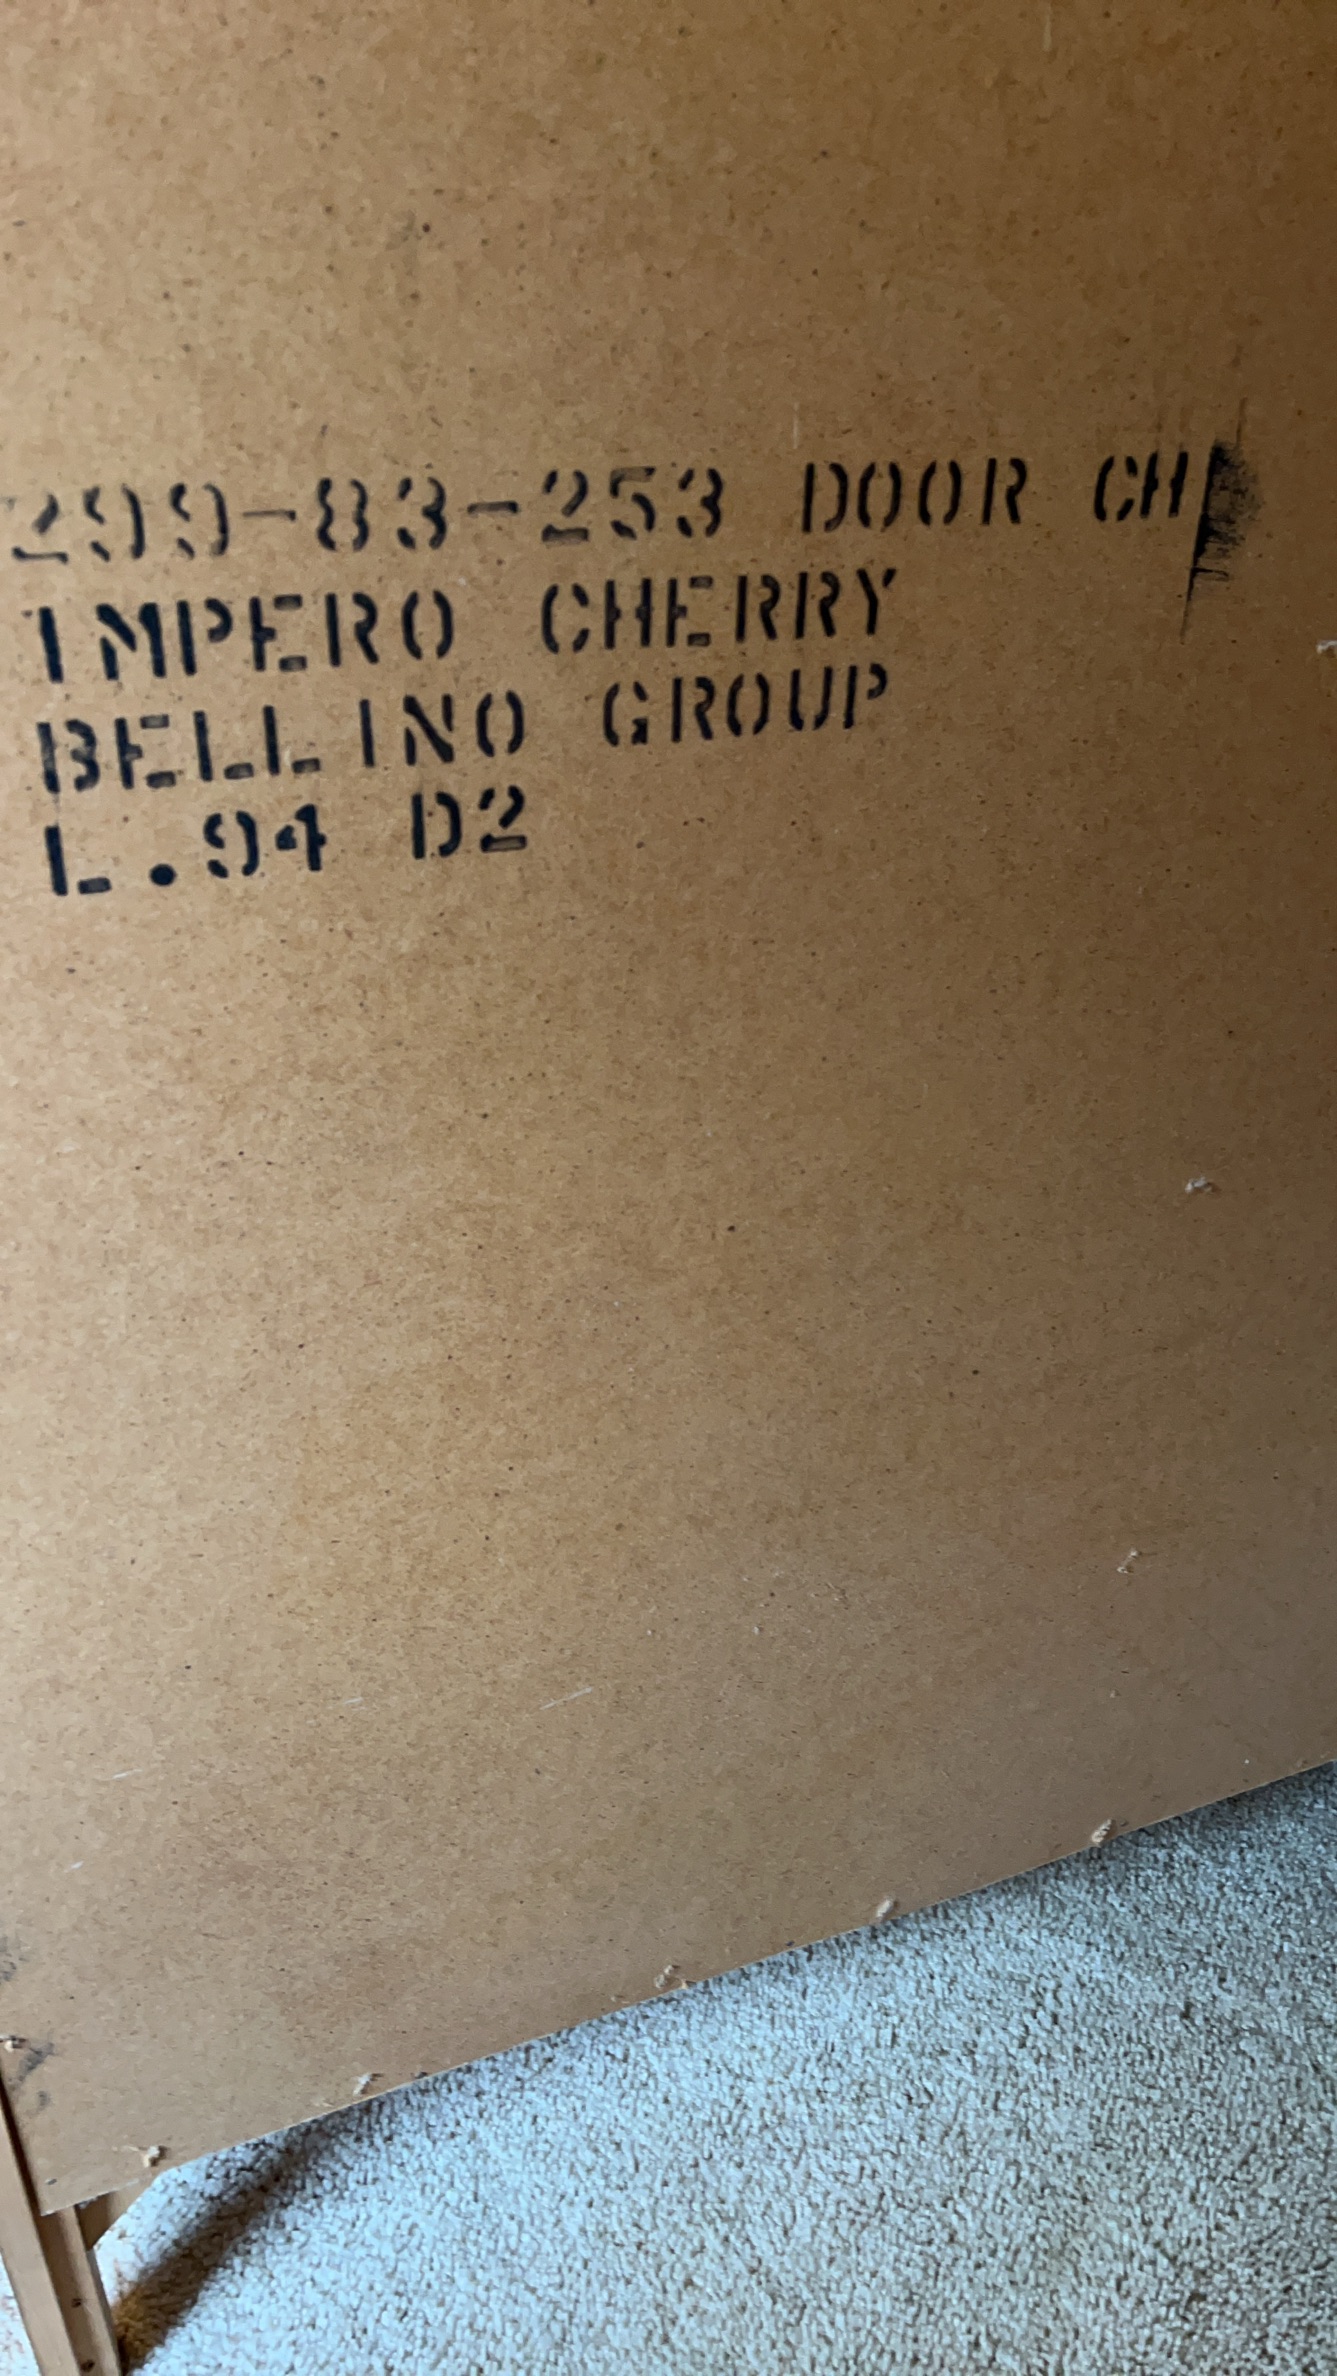 299-83-253 DOOR CH
IMPERO CHERRY
BELLINO GROUP
L.94 D2